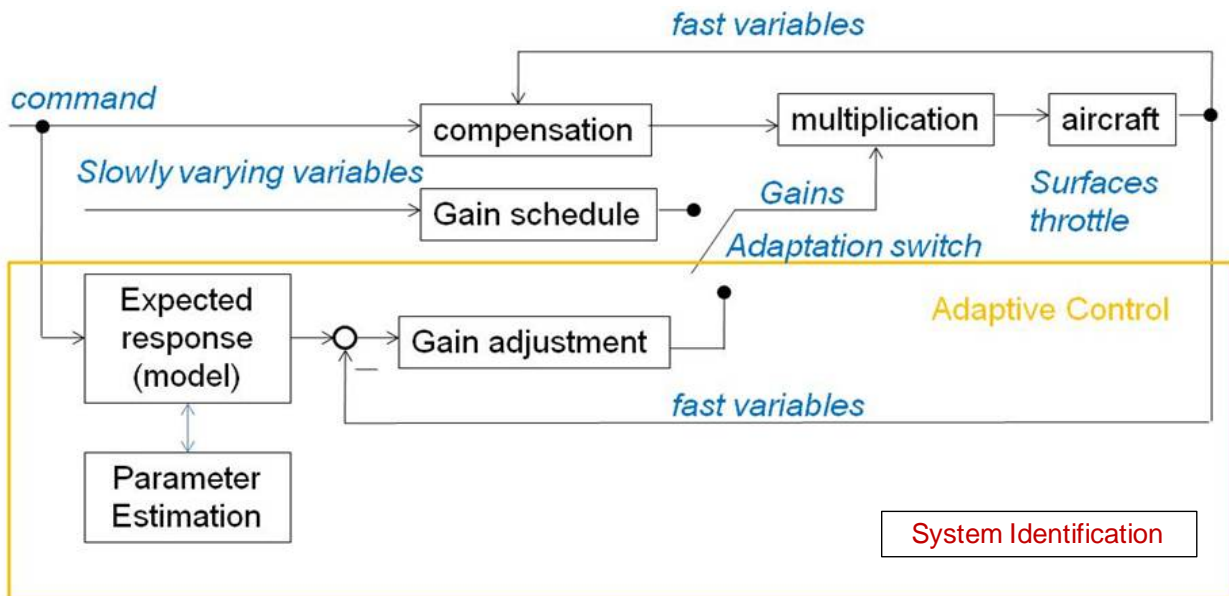 fast variables
command
compensation
multiplication
aircraft
Slowly varying variables
Gain schedule
Gains
Surfaces
throttle
Adaptation switch
Expected
response
(model)
Gain adjustment
Adaptive Control
fast variables
Parameter
Estimation
System Identification